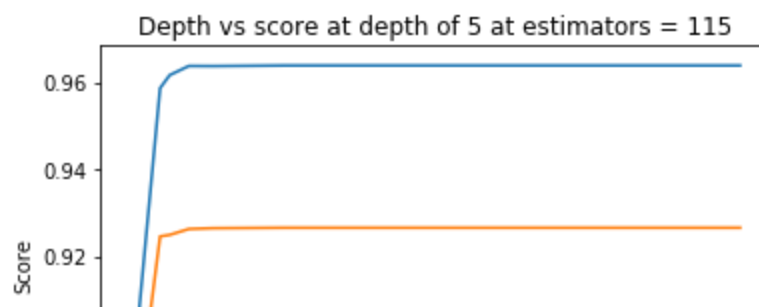 Depth vs score at depth of 5 at estimators = 115
0.96
0.94
0.92
Score